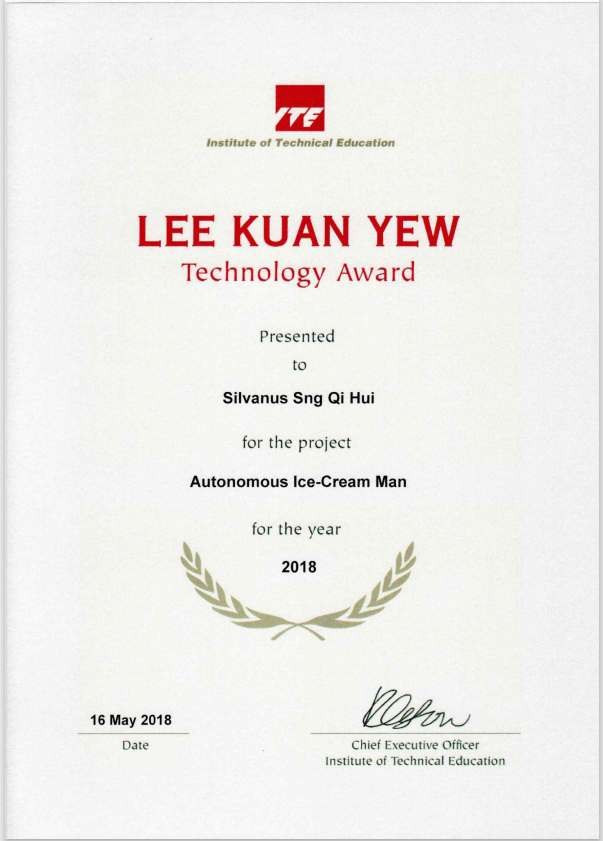 ITE
Institute of Technical Education
LEE KUAN YEW
Technology Award
Presented
to
Silvanus Sng Qi Hui
for the project
Autonomous Ice-Cream Man
for the year
2018
16 May 2018
Date
Chief Executive Officer
Institute of Technical Education